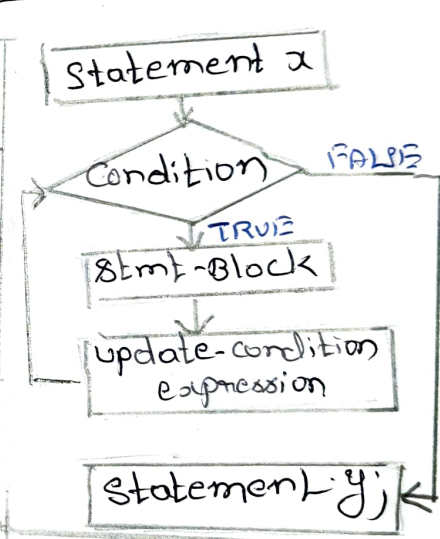 Statement x
Condition
FALSE
TRUE
Stmt-Block
update-condition
expression
Statement-y;